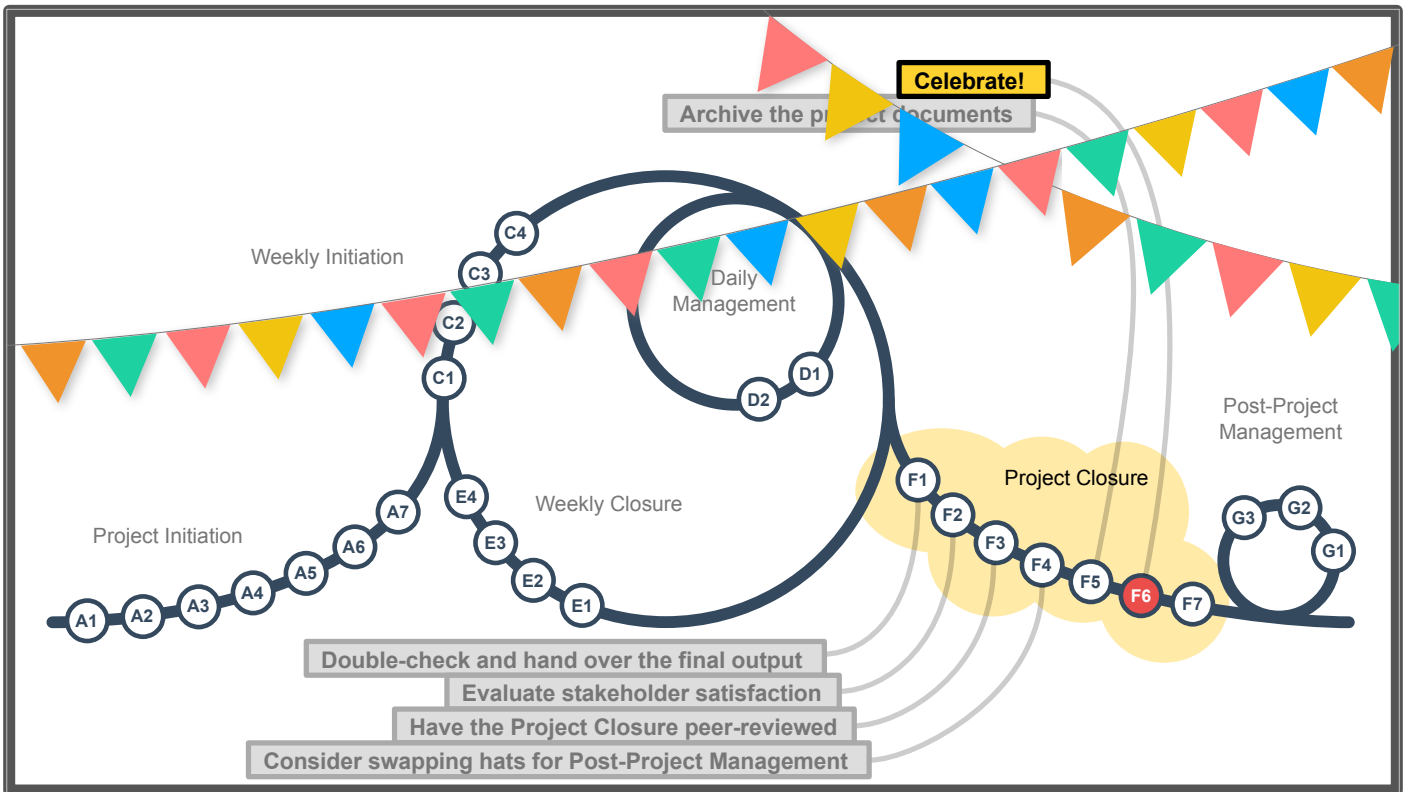 Celebrate!
Archive the project documents
C4
Weekly Initiation
C3
Daily
Management
C2
C1
D1
D2
Post-Project
Management
F1
Project Closure
E4
Weekly Closure
A7
F2
G3
G2
Project Initiation
A6
E3
F3
G1
A5
E2
F4
A4
F5
A3
E1
F6
F7
A2
A1
Double-check and hand over the final output
Evaluate stakeholder satisfaction
Have the Project Closure peer-reviewed
Consider swapping hats for Post-Project Management